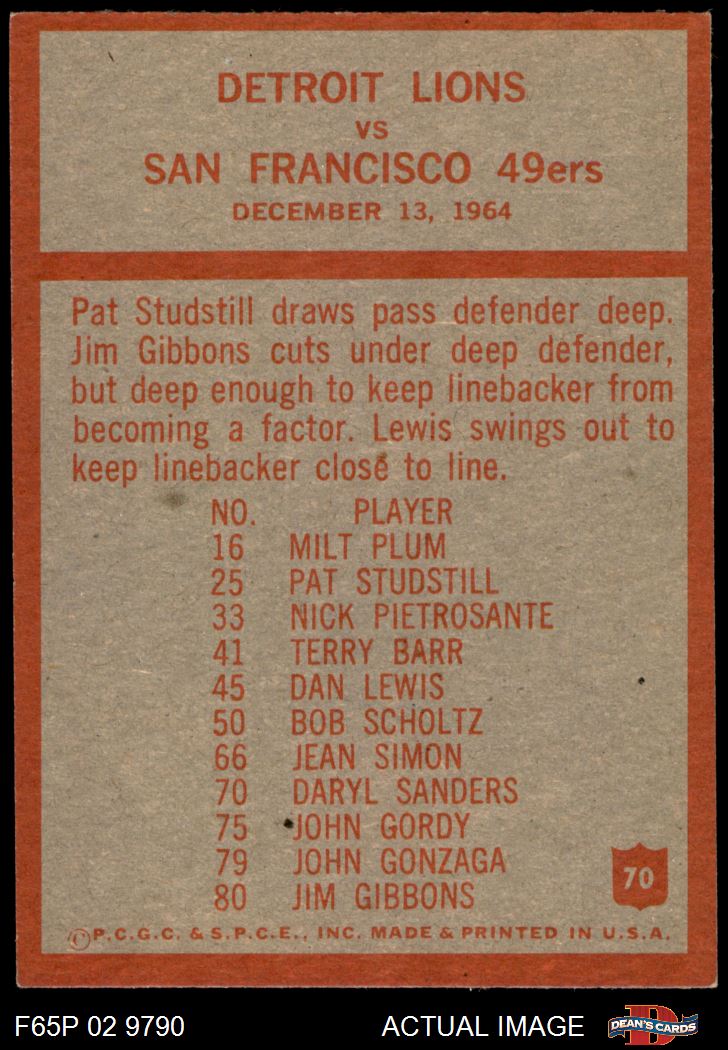 DETROIT LIONS
VS
SAN FRANCISCO 49ers
DECEMBER 13, 1964
Pat Studstill draws pass defender deep.
Jim Gibbons cuts under deep defender,
but deep enough to keep linebacker from
becoming a factor. Lewis swings out to
keep linebacker close to line.
NO. PLAYER
16 MILT PLUM
25 PAT STUDSTILL
33 NICK PIETROSANTE
41 TERRY BARR
45 DAN LEWIS
50 BOB SCHOLTZ
66 JEAN SIMON
70 DARYL SANDERS
75 JOHN GORDY
79 JOHN GONZAGA
80 JIM GIBBONS
70
©P.C.G.C. & S.P.C.E., INC. MADE & PRINTED IN U.S.A.
F65P 02 9790 ACTUAL IMAGE D DEAN'S CARDS